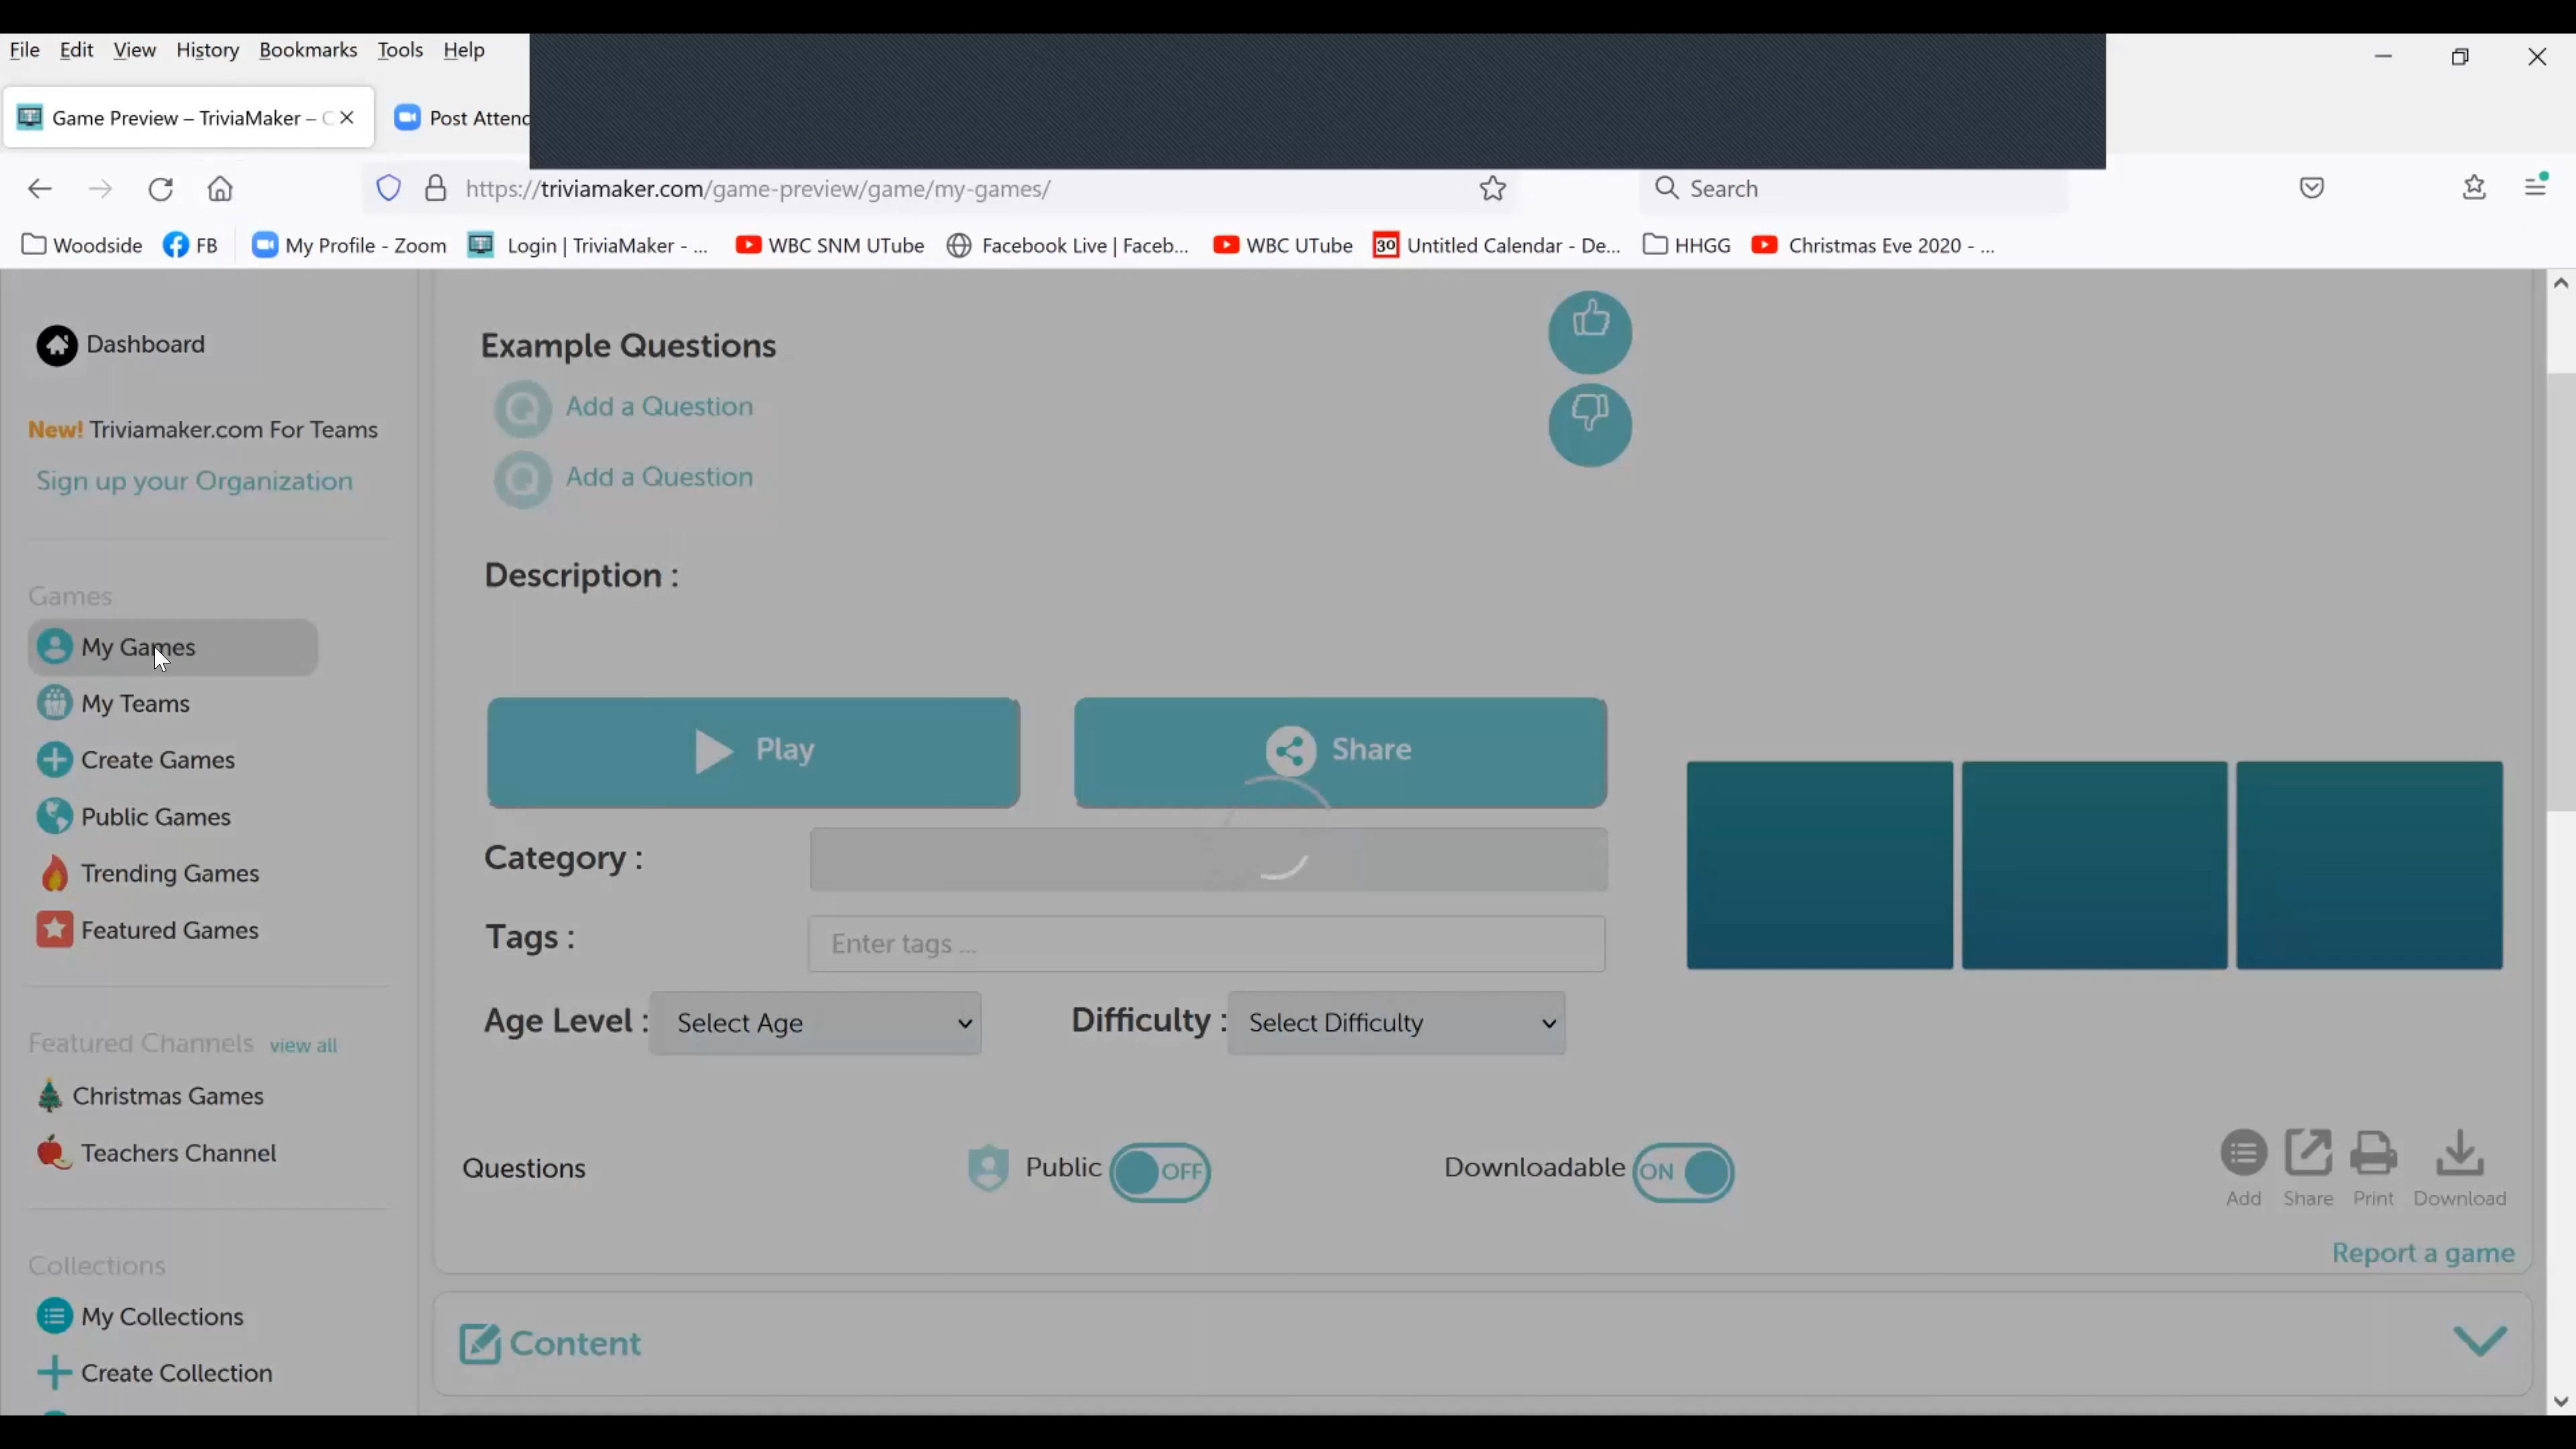 File Edit View History Bookmarks Tools Help
Game Preview – TriviaMaker –
Post Attend
https://triviamaker.com/game-preview/game/my-games/
Search
Woodside FB My Profile - Zoom Login | TriviaMaker - ... WBC SNM UTube Facebook Live | Faceb... WBC UTube 30 Untitled Calendar - De... HHGG Christmas Eve 2020 - ...
Dashboard
New! Triviamaker.com For Teams
Sign up your Organization
Games
My Games
My Teams
Create Games
Public Games
Trending Games
Featured Games
Featured Channels view all
Christmas Games
Teachers Channel
Collections
My Collections
Create Collection
Example Questions
Q Add a Question
Q Add a Question
Description :
Play
Share
Category :
Tags : Enter tags ...
Age Level : Select Age
Difficulty : Select Difficulty
Questions
Public OFF
Downloadable ON
Add Share Print Download
Report a game
Content